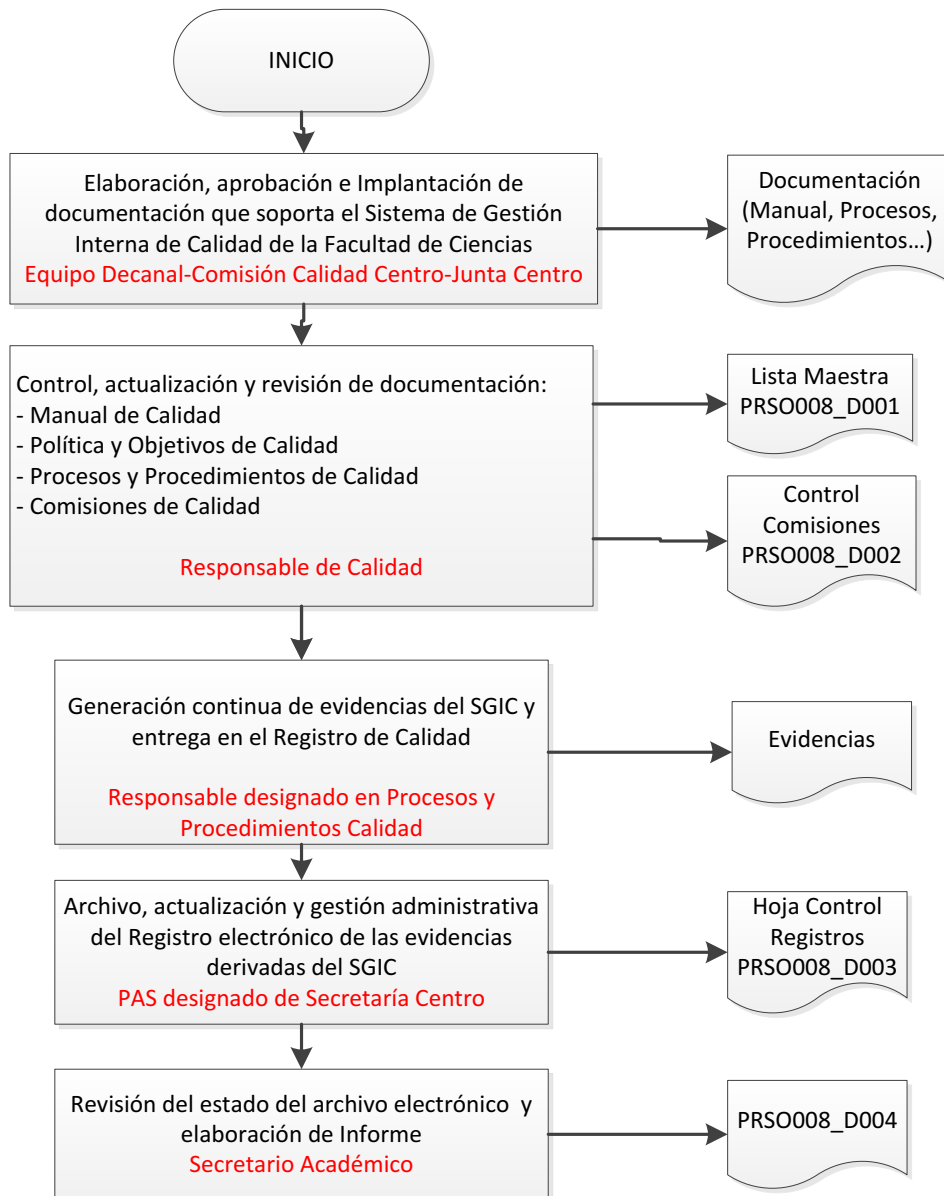 INICIO
Elaboración, aprobación e Implantación de
documentación que soporta el Sistema de Gestión
Interna de Calidad de la Facultad de Ciencias
Equipo Decanal-Comisión Calidad Centro-Junta Centro
Documentación
(Manual, Procesos,
Procedimientos...)
Control, actualización y revisión de documentación:
- Manual de Calidad
- Política y Objetivos de Calidad
- Procesos y Procedimientos de Calidad
- Comisiones de Calidad
Responsable de Calidad
Lista Maestra
PRSO008_D001
Control
Comisiones
PRSO008_D002
Generación continua de evidencias del SGIC y
entrega en el Registro de Calidad
Responsable designado en Procesos y
Procedimientos Calidad
Evidencias
Archivo, actualización y gestión administrativa
del Registro electrónico de las evidencias
derivadas del SGIC
PAS designado de Secretaría Centro
Hoja Control
Registros
PRSO008_D003
Revisión del estado del archivo electrónico y
elaboración de Informe
Secretario Académico
PRSO008_D004